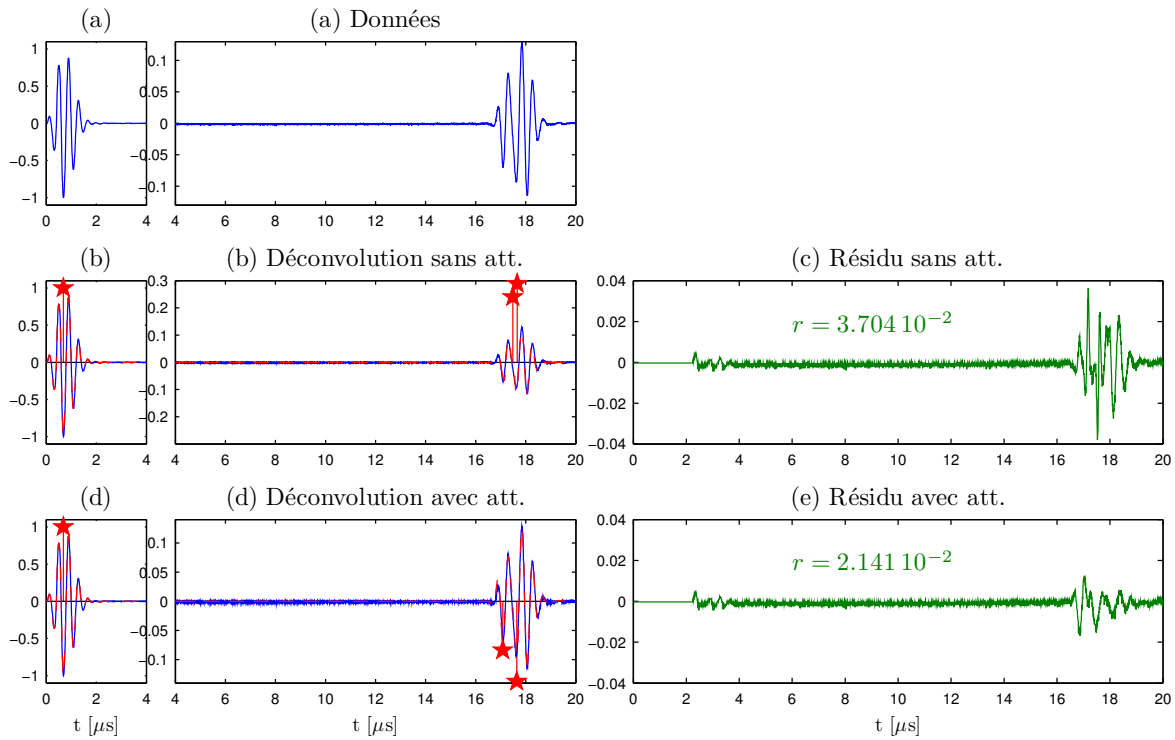 (a)
(a) Données
1
0.5
0
−0.5
−1
0 2 4
0.1
0.05
0
−0.05
−0.1
4 6 8 10 12 14 16 18 20
(b)
(b) Déconvolution sans att.
(c) Résidu sans att.
1
0.5
0
−0.5
−1
0 2 4
0.3
0.2
0.1
0
−0.1
−0.2
4 6 8 10 12 14 16 18 20
0.04
0.02
0
−0.02
−0.04
r = 3.704 10⁻²
0 2 4 6 8 10 12 14 16 18 20
(d)
(d) Déconvolution avec att.
(e) Résidu avec att.
1
0.5
0
−0.5
−1
0 2 4
t [μs]
0.1
0.05
0
−0.05
−0.1
4 6 8 10 12 14 16 18 20
t [μs]
0.04
0.02
0
−0.02
−0.04
r = 2.141 10⁻²
0 2 4 6 8 10 12 14 16 18 20
t [μs]